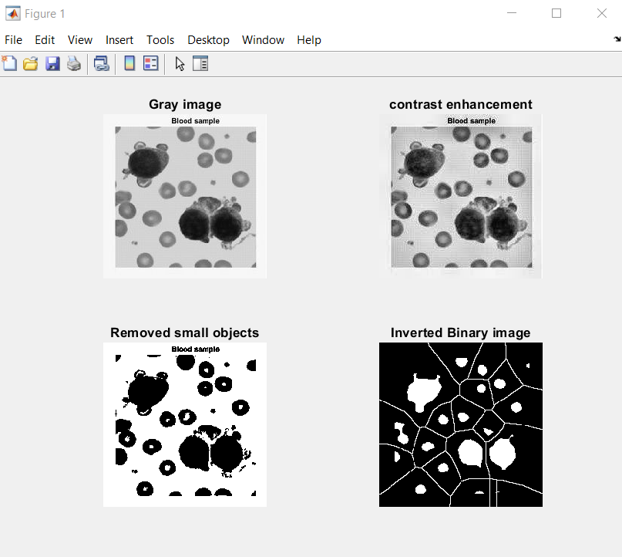 Figure 1
File Edit View Insert Tools Desktop Window Help
Gray image
contrast enhancement
Blood sample
Blood sample
Removed small objects
Inverted Binary image
Blood sample